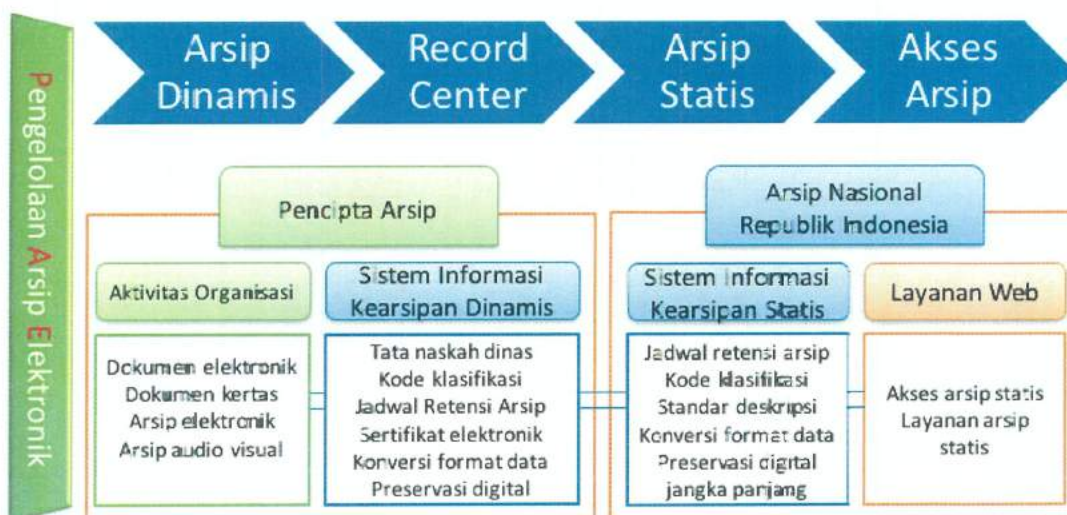 Pengelolaan Arsip Elektronik
Arsip
Dinamis
Record
Center
Arsip
Statis
Akses
Arsip
Pencipta Arsip
Arsip Nasional
Republik Indonesia
Aktivitas Organisasi
Sistem Informasi
Kearsipan Dinamis
Sistem Informasi
Kearsipan Statis
Layanan Web
Dokumen elektronik
Dokumen kertas
Arsip elektronik
Arsip audio visual
Tata naskah dinas
Kode klasifikasi
Jadwal Retensi Arsip
Sertifikat elektronik
Konversi format data
Preservasi digital
Jadwal retensi arsip
Kode klasifikasi
Standar deskripsi
Konversi format data
Preservasi digital
jangka panjang
Akses arsip statis
Layanan arsip
statis